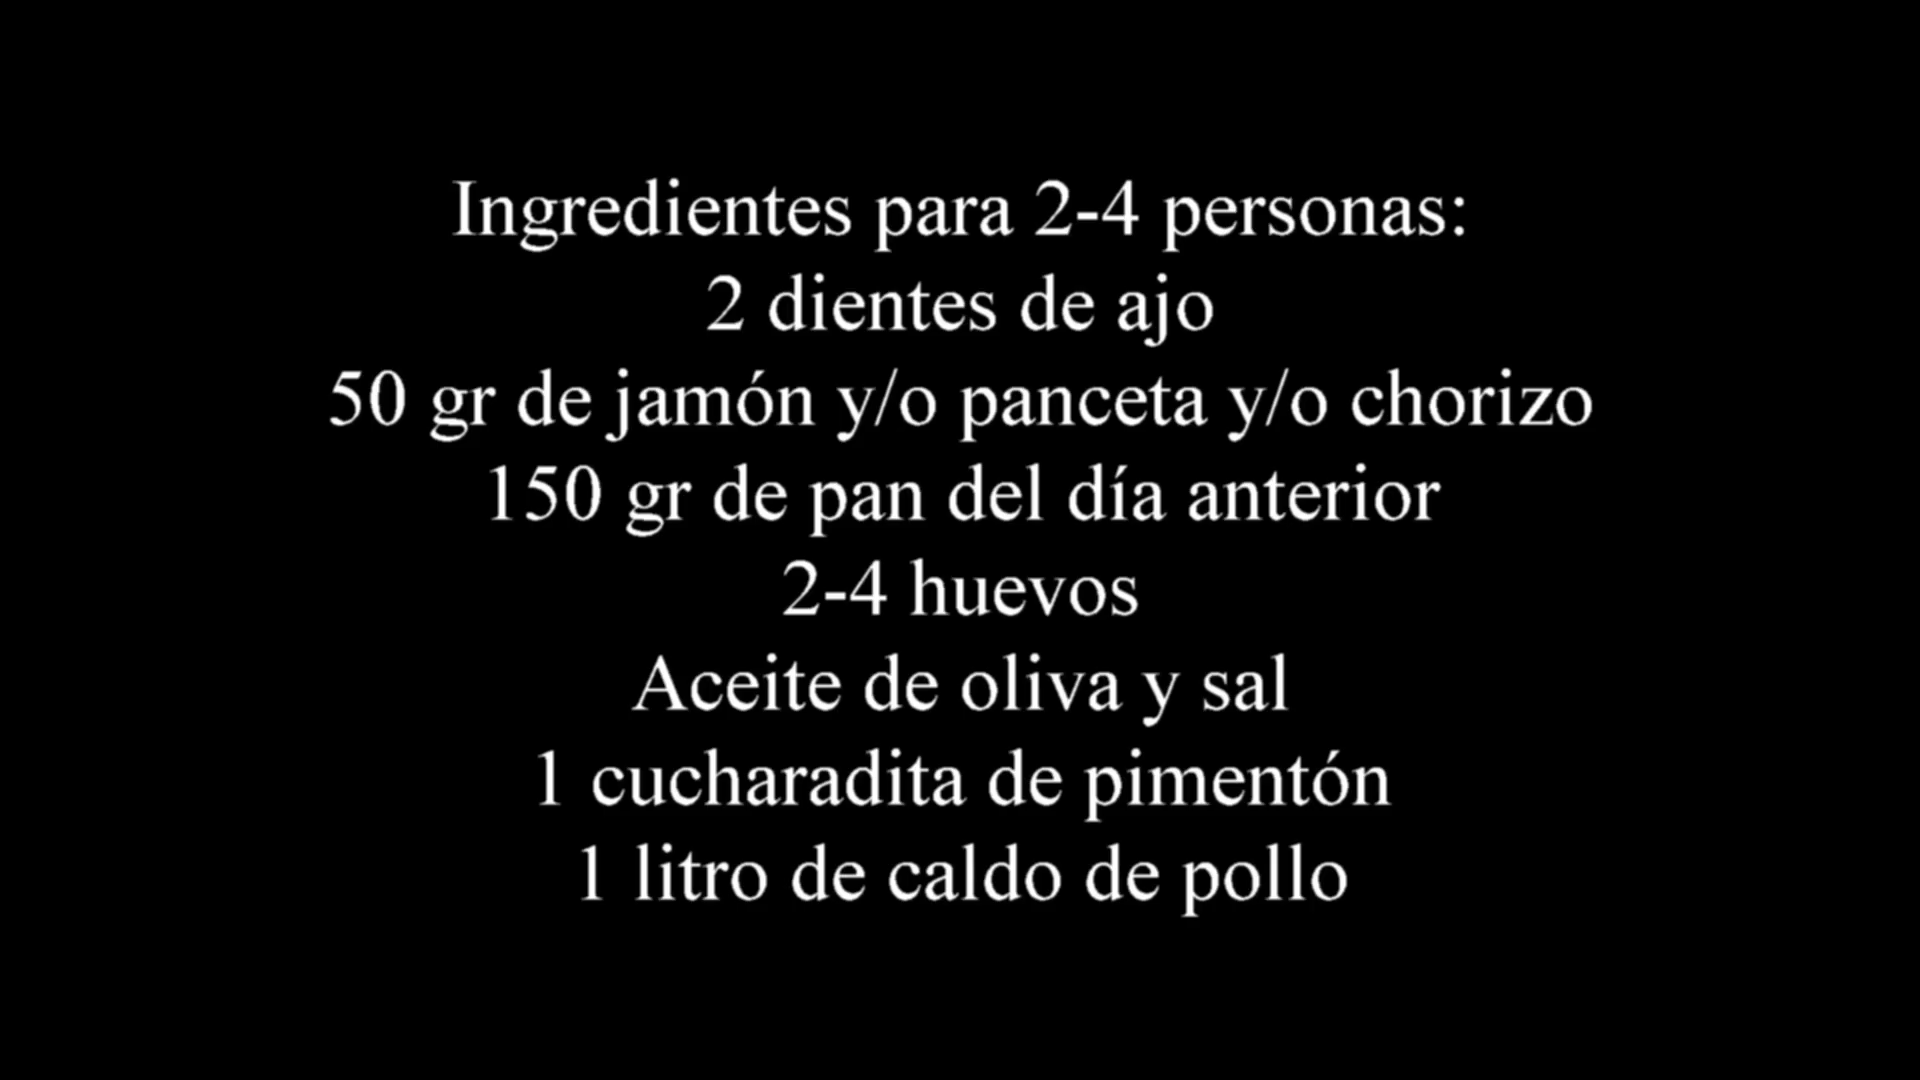 Ingredientes para 2-4 personas:
2 dientes de ajo
50 gr de jamón y/o panceta y/o chorizo
150 gr de pan del día anterior
2-4 huevos
Aceite de oliva y sal
1 cucharadita de pimentón
1 litro de caldo de pollo